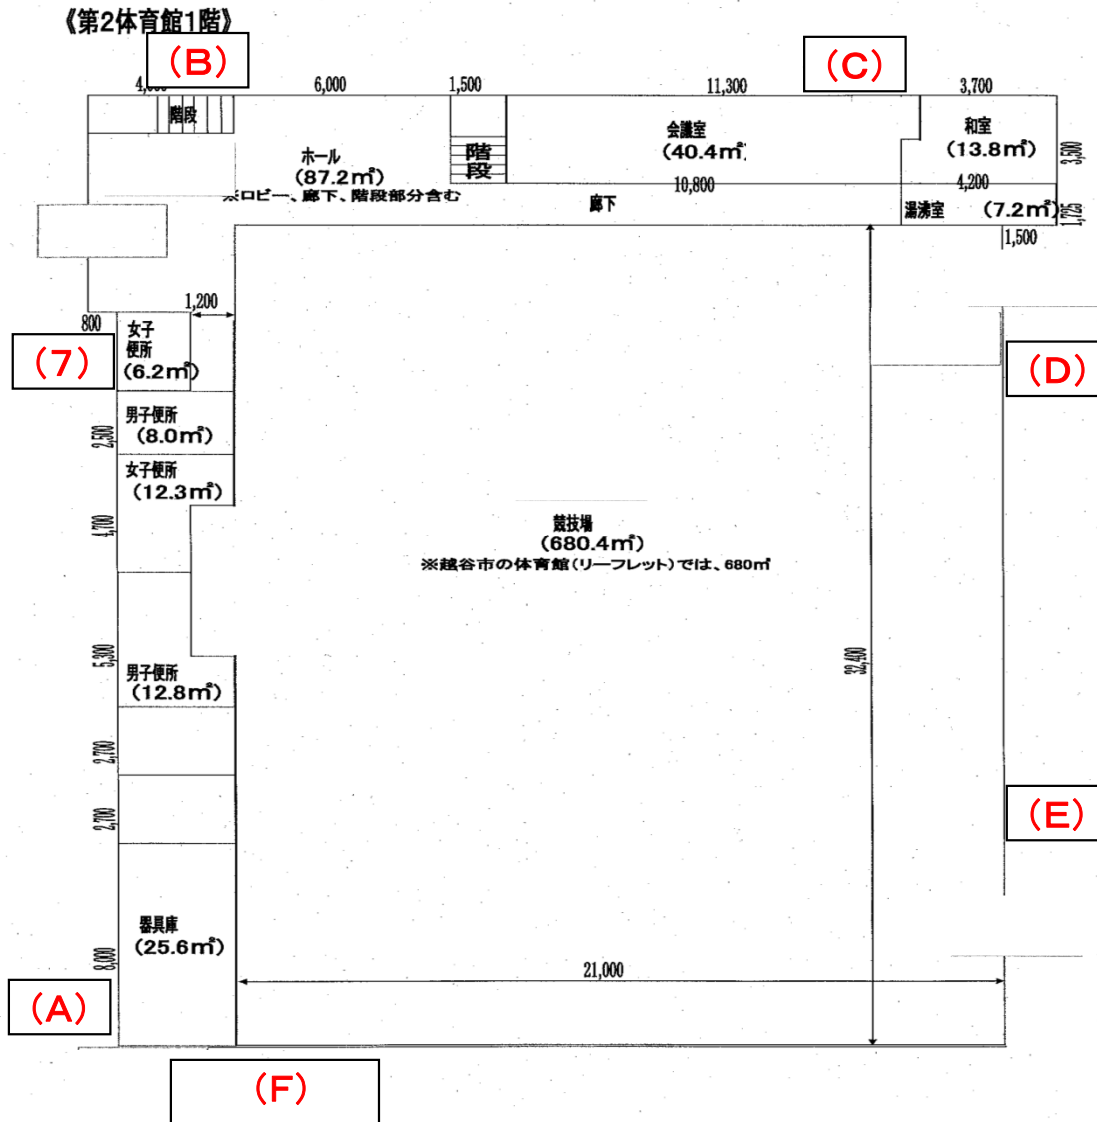 《第2体育館1階》
（B）
（C）
6,000
1,500
11,300
3,700
階段
ホール
（87.2㎡）
※ロビー、廊下、階段部分含む
階
段
会議室
（40.4㎡）
和室
（13.8㎡）
3,500
10,800
4,200
廊下
湯沸室 （7.2㎡）
1,725
1,500
1,200
800
女子
便所
（6.2㎡）
（7）
（D）
男子便所
（8.0㎡）
2,500
女子便所
（12.3㎡）
4,700
競技場
（680.4㎡）
※越谷市の体育館（リーフレット）では、680㎡
5,300
男子便所
（12.8㎡）
32,400
2,700
2,700
（E）
器具庫
（25.6㎡）
8,000
21,000
（A）
（F）